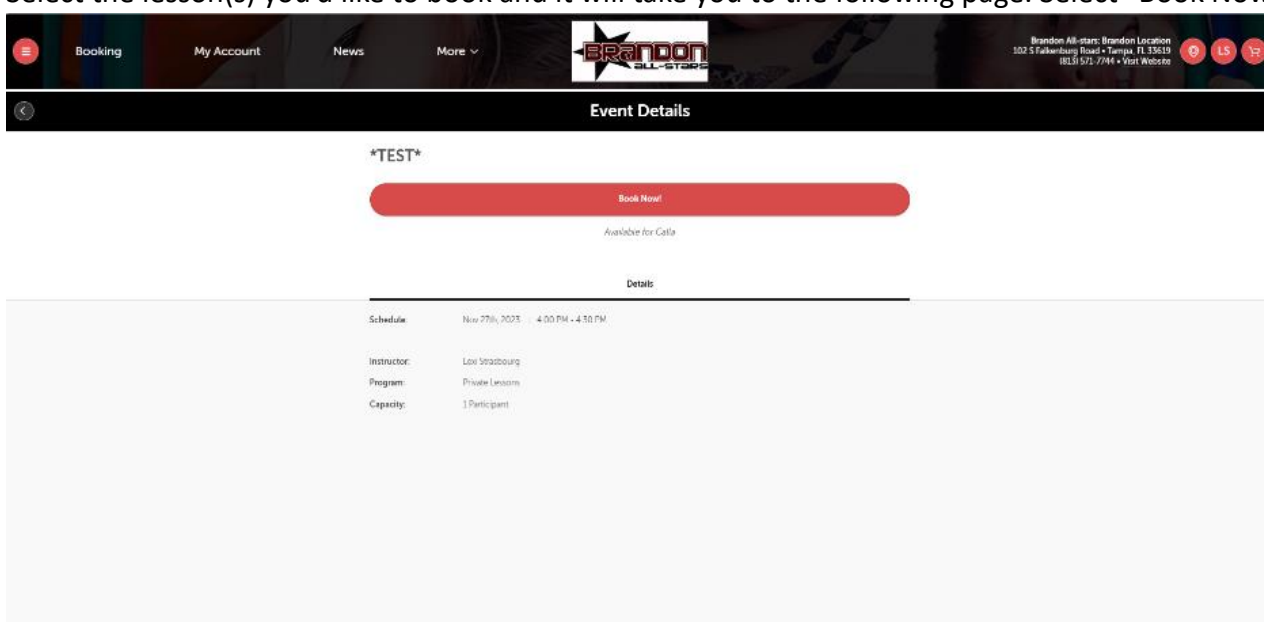 Select the lesson(s) you'd like to book and it will take you to the following page. Select "Book Now
Booking My Account News More
BRANDON
ALL-STARS
Brandon All-stars: Brandon Location
102 S Falkenburg Road • Tampa, FL 33619
(813) 571-7744 • Visit Website
LS
Event Details
*TEST*
Book Now!
Available for Calla
Details
Schedule: Nov 27th, 2023 : 4:00 PM - 4:30 PM
Instructor: Lexi Strasbourg
Program: Private Lessons
Capacity: 1 Participant